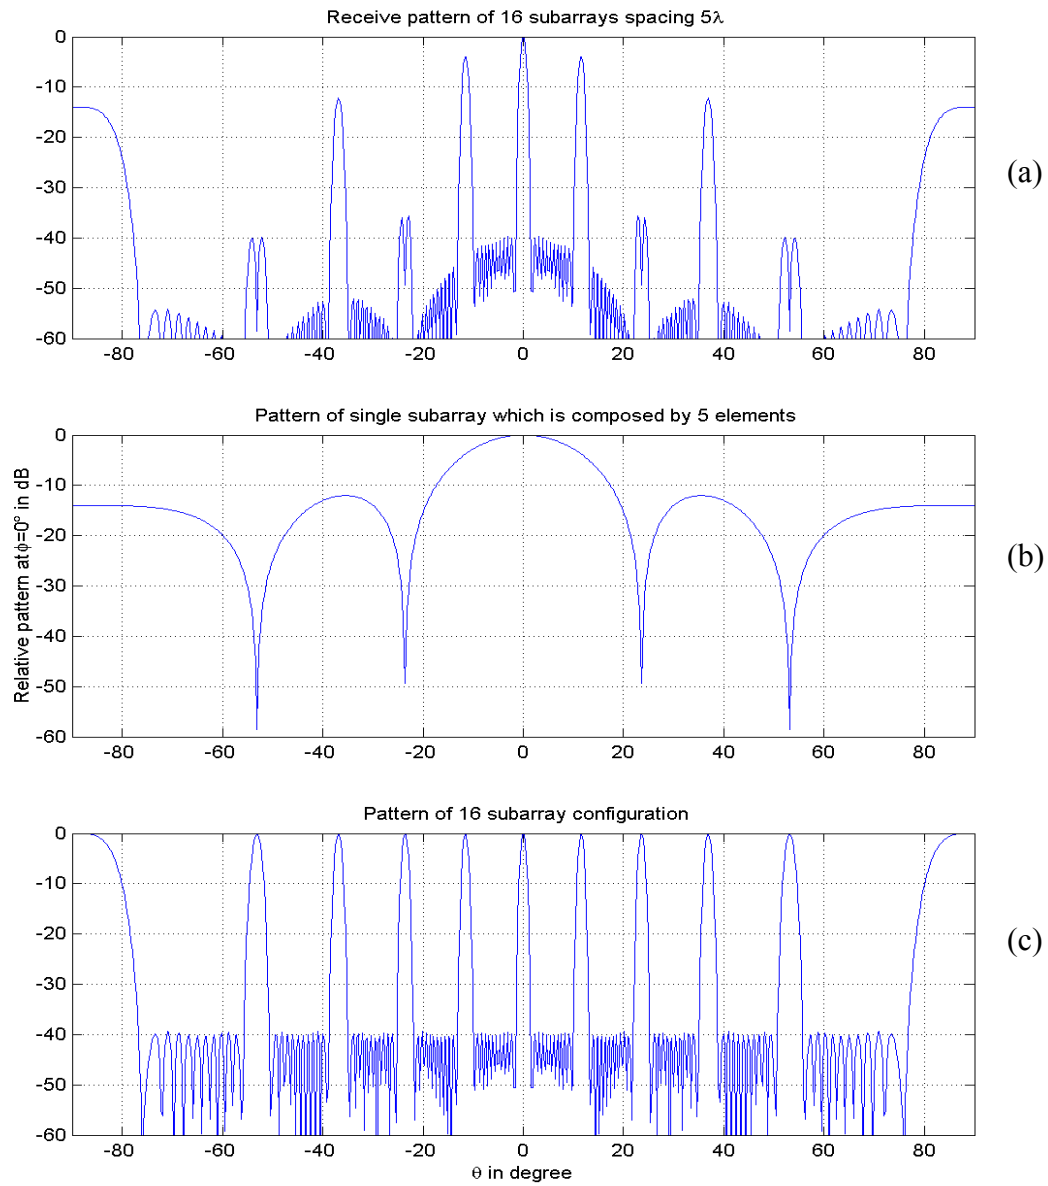 Receive pattern of 16 subarrays spacing 5λ
0
-10
-20
-30
-40
-50
-60
-80 -60 -40 -20 0 20 40 60 80
(a)
Pattern of single subarray which is composed by 5 elements
0
-10
-20
-30
-40
-50
-60
-80 -60 -40 -20 0 20 40 60 80
Relative pattern at ϕ=0° in dB
(b)
Pattern of 16 subarray configuration
0
-10
-20
-30
-40
-50
-60
-80 -60 -40 -20 0 20 40 60 80
θ in degree
(c)